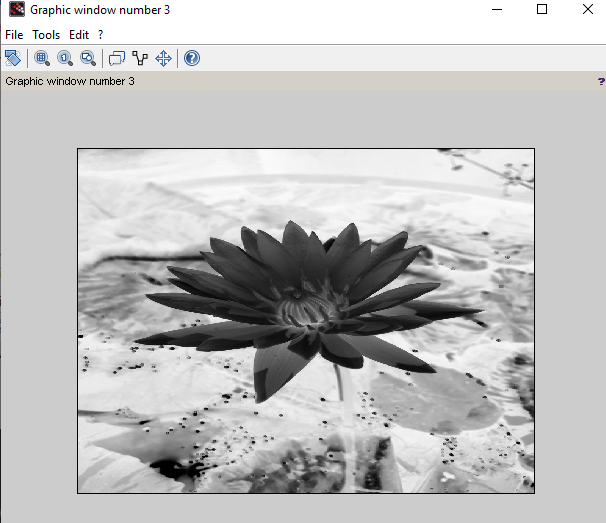 Graphic window number 3
File Tools Edit ?
Graphic window number 3 ?